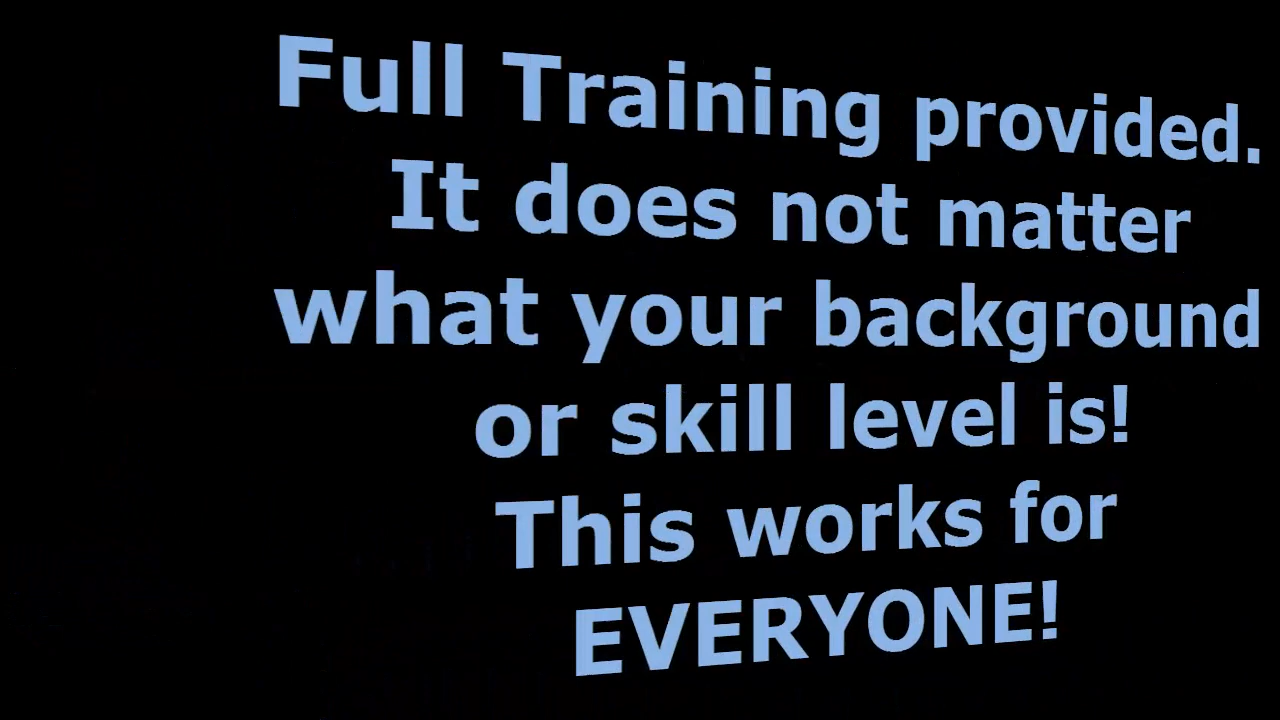 Full Training provided.
It does not matter
what your background
or skill level is!
This works for
EVERYONE!